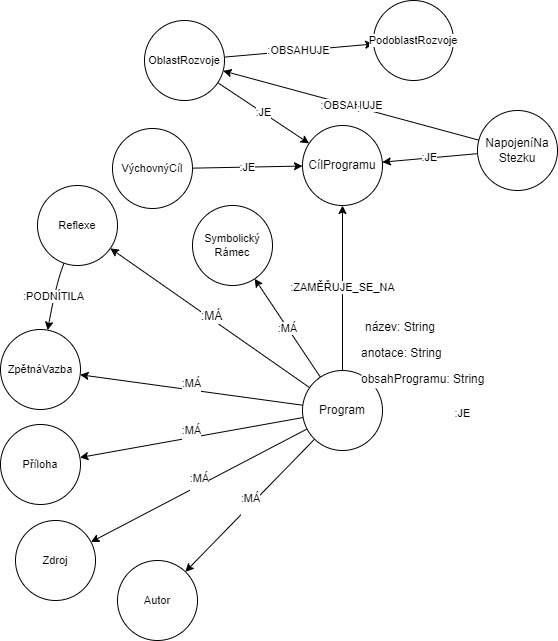 PodoblastRozvoje
:OBSAHUJE
OblastRozvoje
:OBSAHUJE
:JE
NapojeníNa
Stezku
:JE
VýchovnýCíl
:JE
CílProgramu
Reflexe
Symbolický
Rámec
:ZAMĚŘUJE_SE_NA
:PODNÍTILA
:MÁ
:MÁ
název: String
anotace: String
ZpětnáVazba
:MÁ
obsahProgramu: String
Program
:JE
:MÁ
Příloha
:MÁ
:MÁ
Zdroj
Autor